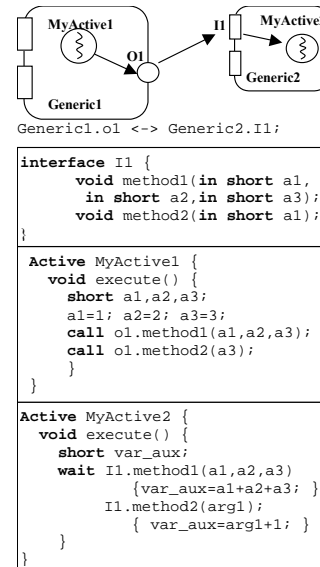 MyActive1
O1
I1
MyActive2
Generic1
Generic2
Generic1.o1 <-> Generic2.I1;
interface I1 {
void method1(in short a1,
in short a2,in short a3);
void method2(in short a1);
}
Active MyActive1 {
void execute() {
short a1,a2,a3;
a1=1; a2=2; a3=3;
call o1.method1(a1,a2,a3);
call o1.method2(a3);
}
}
Active MyActive2 {
void execute() {
short var_aux;
wait I1.method1(a1,a2,a3)
{var_aux=a1+a2+a3; }
I1.method2(arg1);
{ var_aux=arg1+1; }
}
}